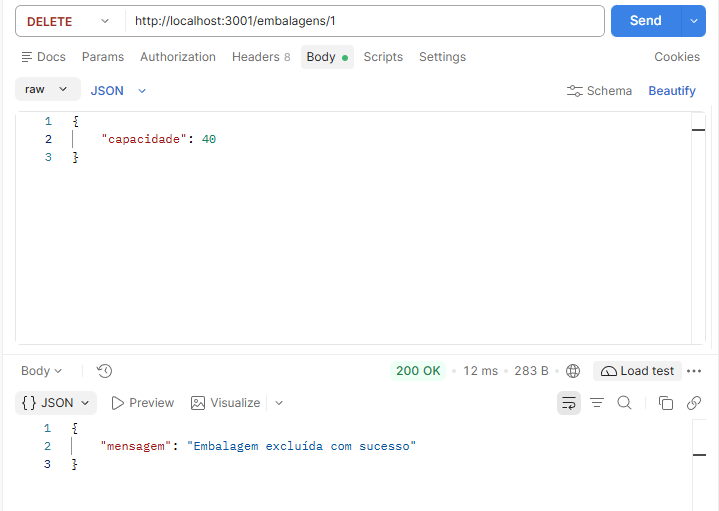 DELETE http://localhost:3001/embalagens/1 Send
Docs Params Authorization Headers 8 Body Scripts Settings Cookies
raw JSON Schema Beautify
1 {
2 "capacidade": 40
3 }
Body 200 OK • 12 ms • 283 B Load test
{} JSON Preview Visualize
1 {
2 "mensagem": "Embalagem excluída com sucesso"
3 }